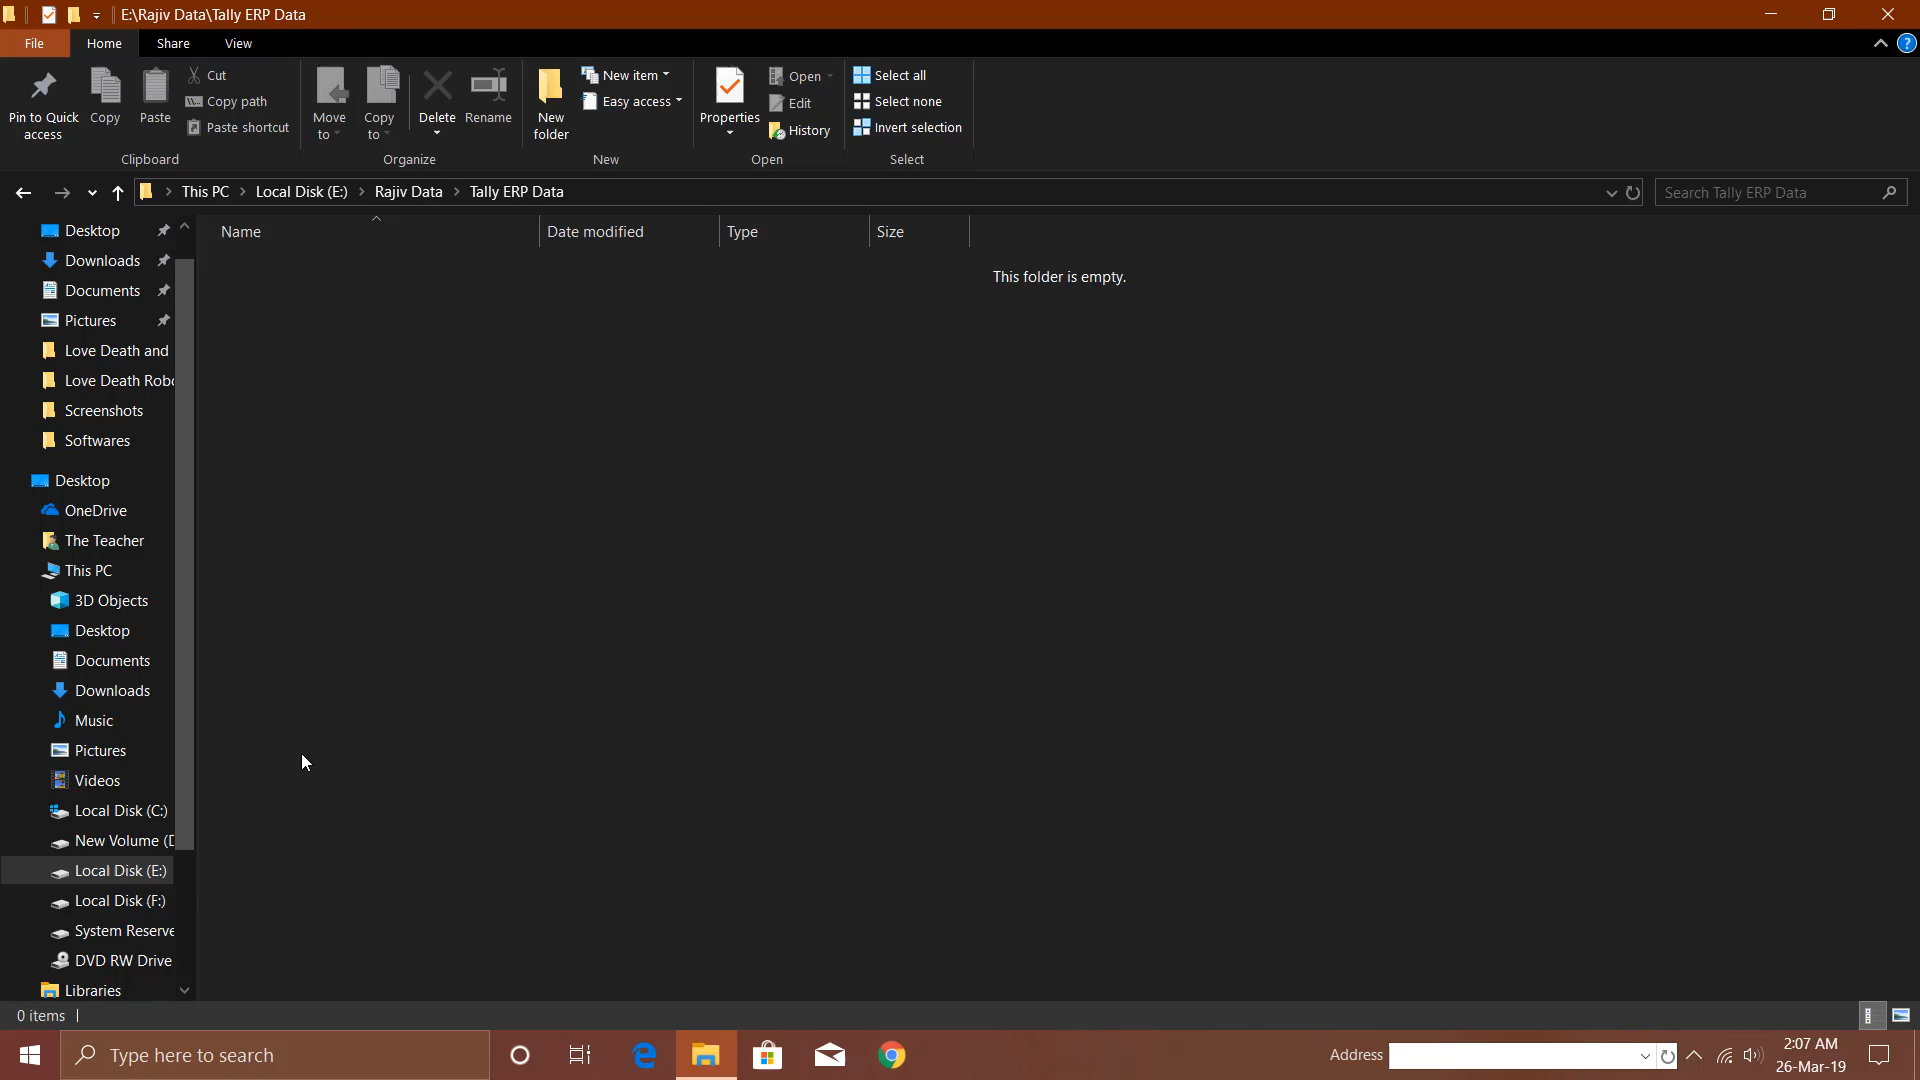 E:\Rajiv Data\Tally ERP Data
File Home Share View
Pin to Quick access
Copy
Paste
Cut
Copy path
Paste shortcut
Clipboard
Move to
Copy to
Delete
Rename
Organize
New folder
New item
Easy access
New
Properties
Open
Edit
History
Open
Select all
Select none
Invert selection
Select
This PC > Local Disk (E:) > Rajiv Data > Tally ERP Data
Search Tally ERP Data
Name Date modified Type Size
This folder is empty.
Desktop
Downloads
Documents
Pictures
Love Death and
Love Death Robo
Screenshots
Softwares
Desktop
OneDrive
The Teacher
This PC
3D Objects
Desktop
Documents
Downloads
Music
Pictures
Videos
Local Disk (C:)
New Volume (D
Local Disk (E:)
Local Disk (F:)
System Reserve
DVD RW Drive
Libraries
0 items
Type here to search
Address
2:07 AM
26-Mar-19